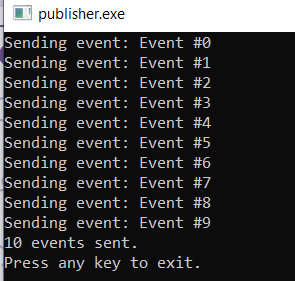 publisher.exe
Sending event: Event #0
Sending event: Event #1
Sending event: Event #2
Sending event: Event #3
Sending event: Event #4
Sending event: Event #5
Sending event: Event #6
Sending event: Event #7
Sending event: Event #8
Sending event: Event #9
10 events sent.
Press any key to exit.